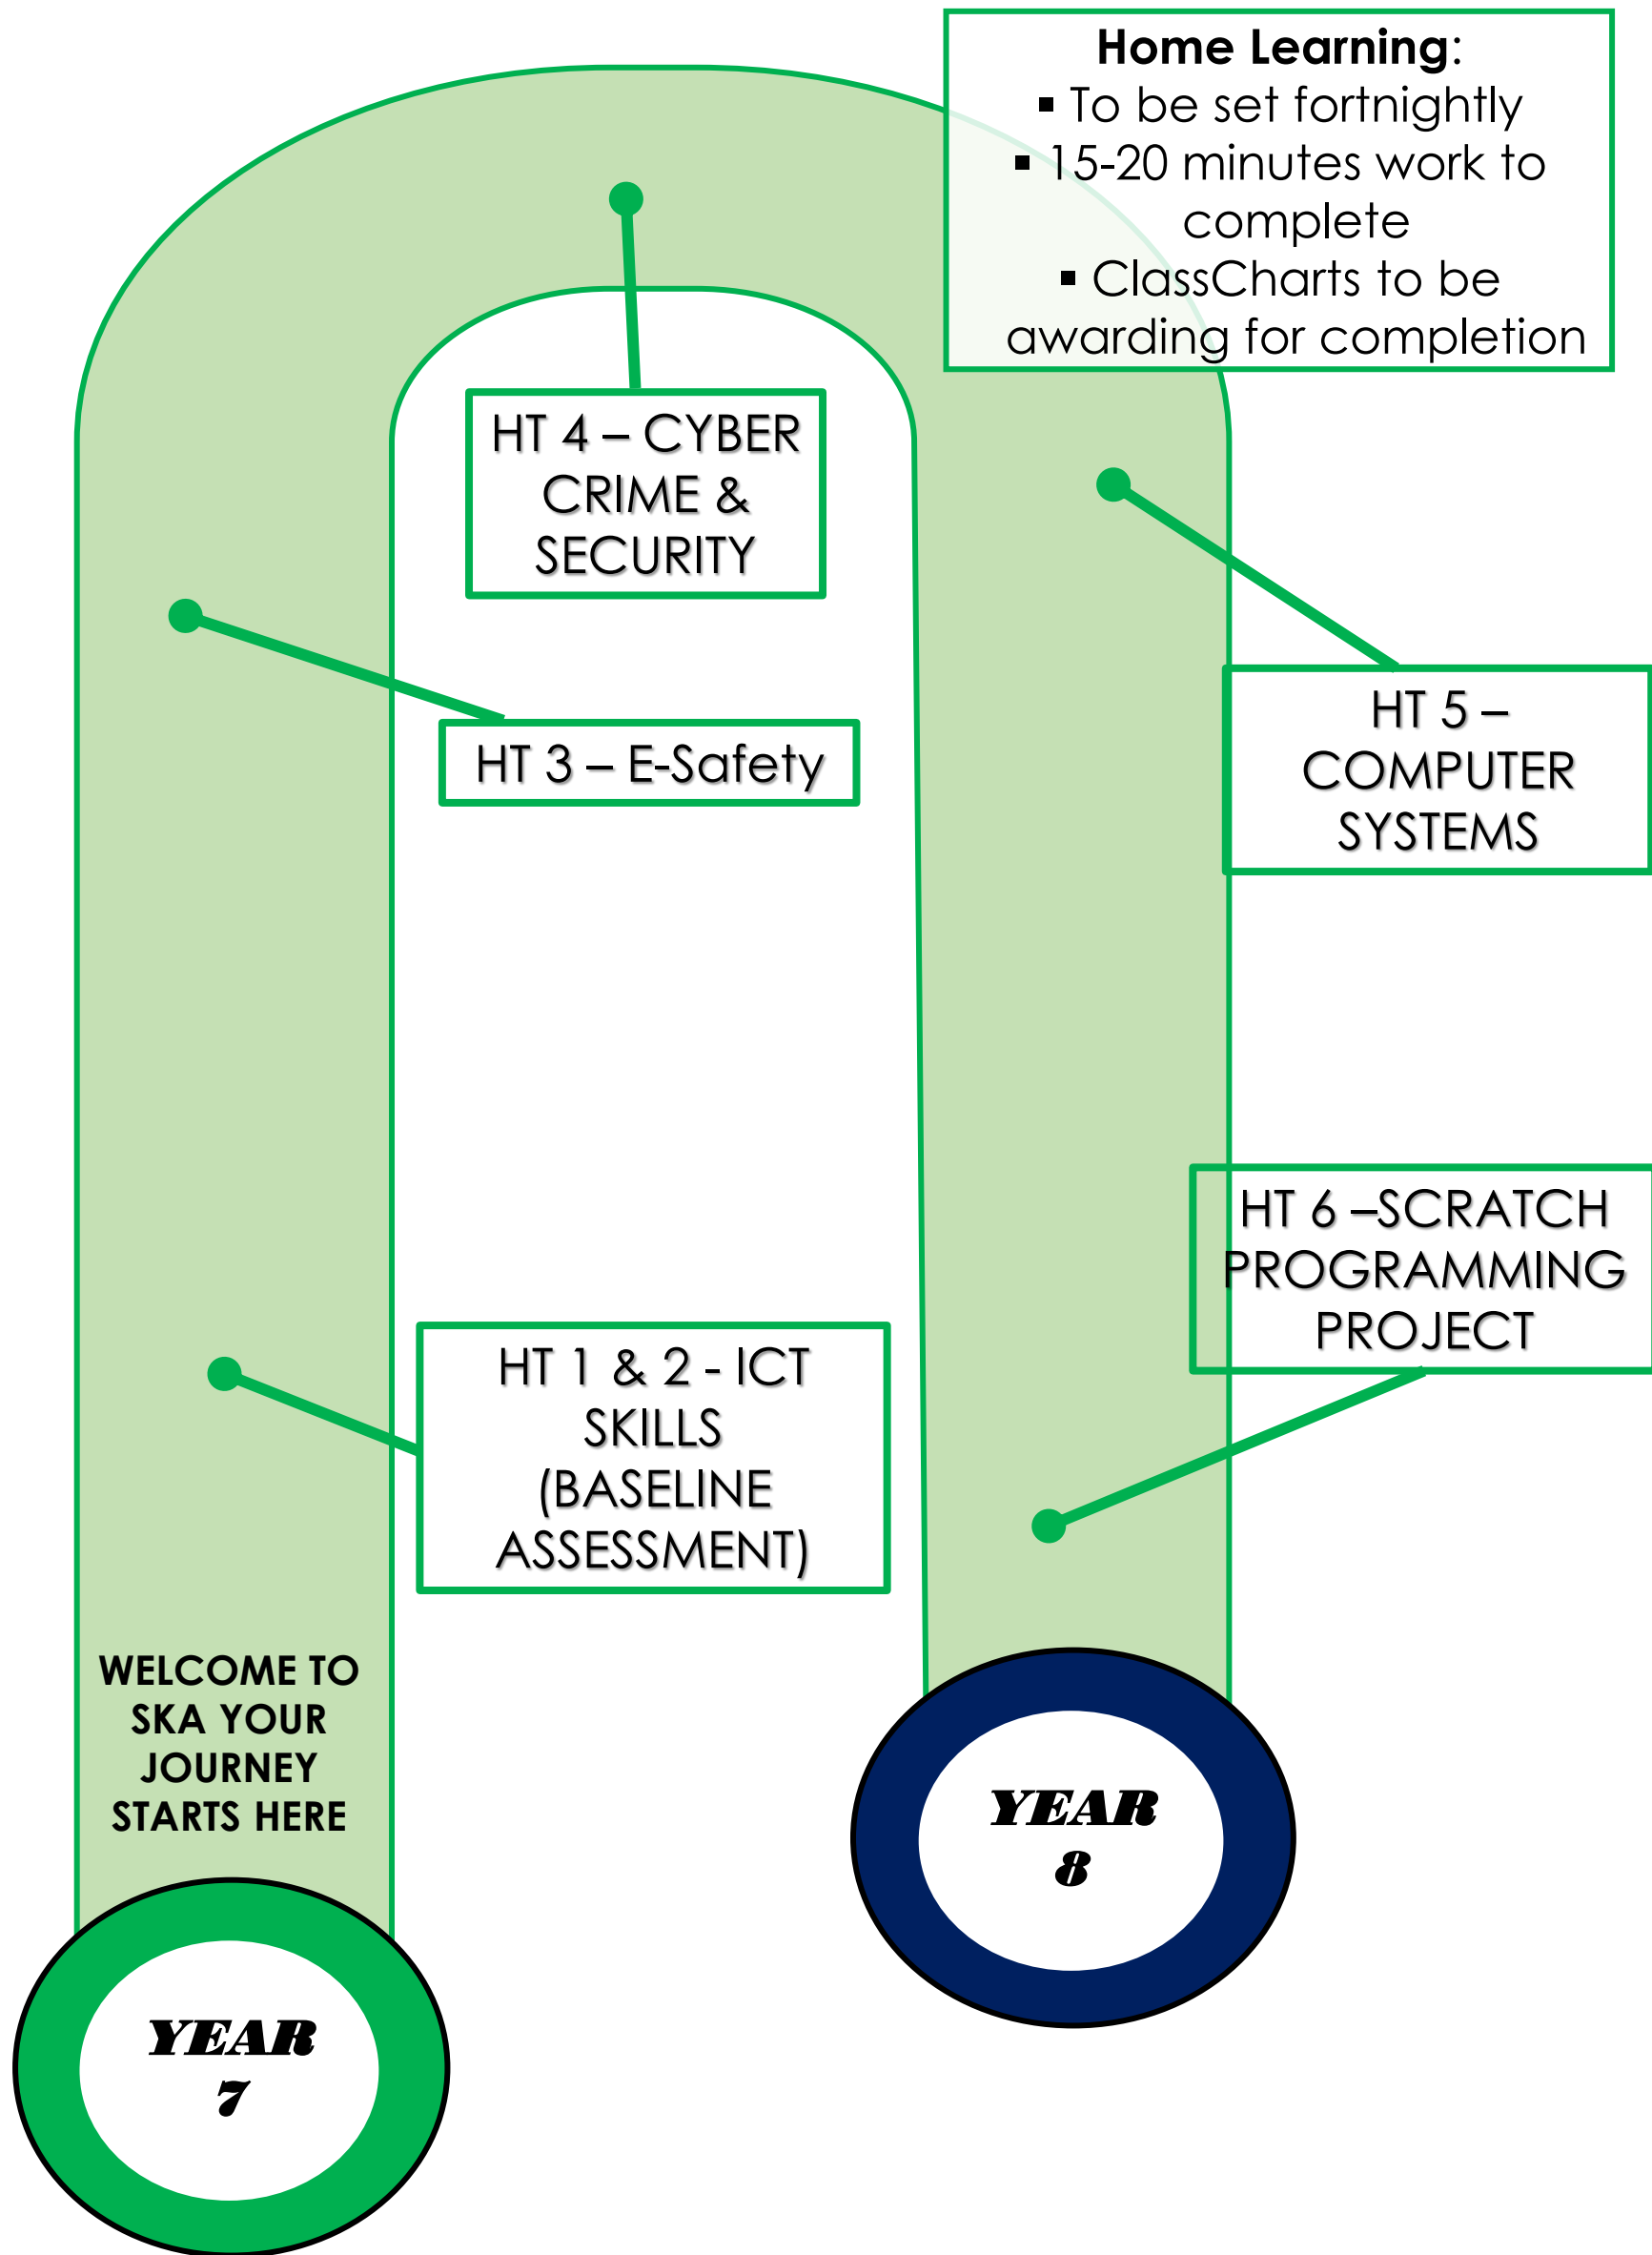 Home Learning:
▪ To be set fortnightly
▪ 15-20 minutes work to
complete
▪ ClassCharts to be
awarding for completion
HT 4 – CYBER
CRIME &
SECURITY
HT 3 – E-Safety
HT 5 –
COMPUTER
SYSTEMS
HT 6 –SCRATCH
PROGRAMMING
PROJECT
HT 1 & 2 - ICT
SKILLS
(BASELINE
ASSESSMENT)
WELCOME TO
SKA YOUR
JOURNEY
STARTS HERE
YEAR
8
YEAR
7